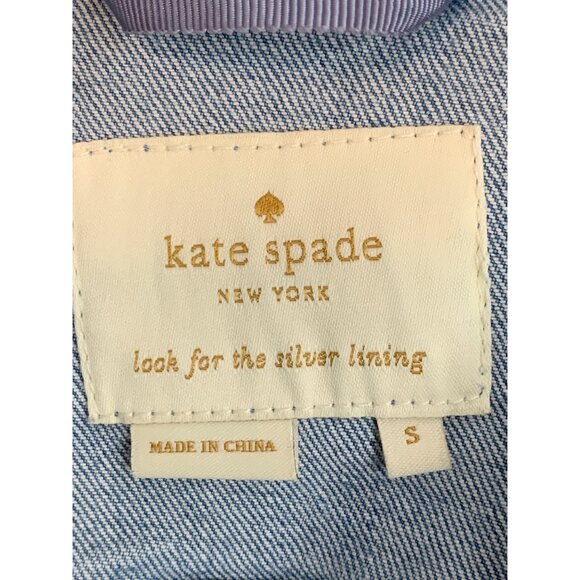 kate spade
NEW YORK
look for the silver lining
MADE IN CHINA
S